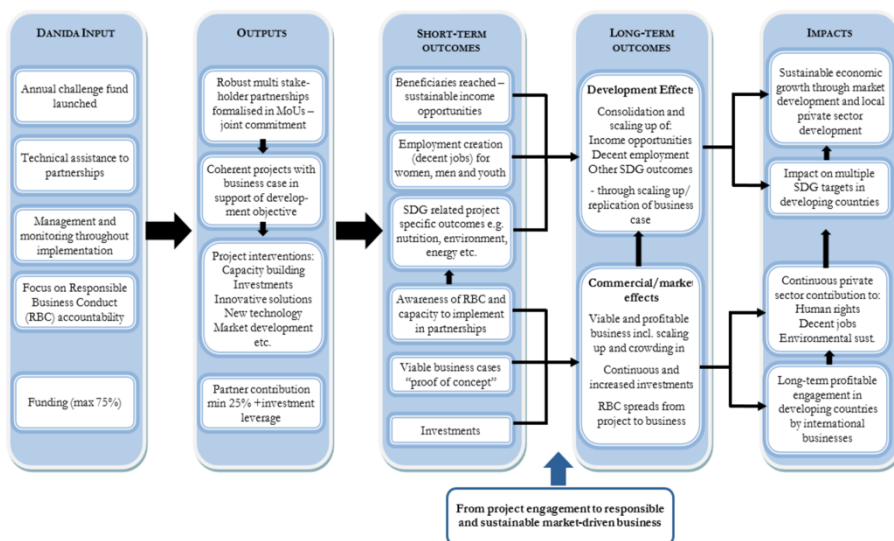 DANIDA INPUT
Annual challenge fund
launched
Technical assistance to
partnerships
Management and
monitoring throughout
implementation
Focus on Responsible
Business Conduct
(RBC) accountability
Funding (max 75%)
OUTPUTS
Robust multi stake-
holder partnerships
formalised in MoUs –
joint commitment
Coherent projects with
business case in
support of develop-
ment objective
Project interventions:
Capacity building
Investments
Innovative solutions
New technology
Market development
etc.
Partner contribution
min 25% +investment
leverage
SHORT-TERM
OUTCOMES
Beneficiaries reached –
sustainable income
opportunities
Employment creation
(decent jobs) for
women, men and youth
SDG related project
specific outcomes e.g.
nutrition, environment,
energy etc.
Awareness of RBC and
capacity to implement
in partnerships
Viable business cases
“proof of concept”
Investments
LONG-TERM
OUTCOMES
Development Effects
Consolidation and
scaling up of:
Income opportunities
Decent employment
Other SDG outcomes
- through scaling up/
replication of business
case
Commercial/market
effects
Viable and profitable
business incl. scaling
up and crowding in
Continuous and
increased investments
RBC spreads from
project to business
IMPACTS
Sustainable economic
growth through market
development and local
private sector
development
Impact on multiple
SDG targets in
developing countries
Continuous private
sector contribution to:
Human rights
Decent jobs
Environmental sust.
Long-term profitable
engagement in
developing countries
by international
businesses
From project engagement to responsible
and sustainable market-driven business